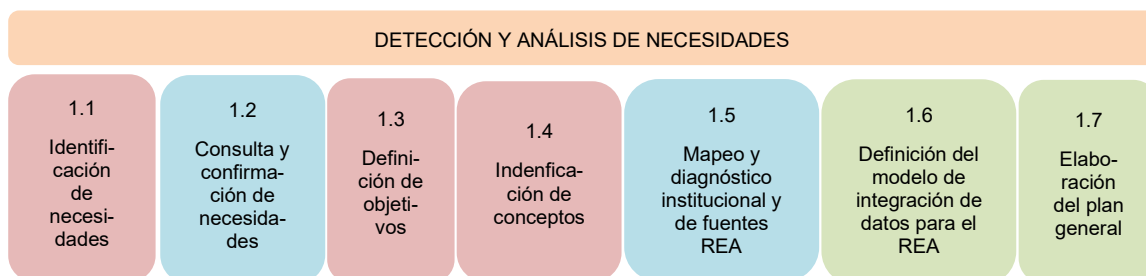 DETECCIÓN Y ANÁLISIS DE NECESIDADES
1.1
Identifi-
cación
de
necesi-
dades
1.2
Consulta y
confirma-
ción de
necesida-
des
1.3
Defini-
ción de
objeti-
vos
1.4
Indenfica-
ción de
conceptos
1.5
Mapeo y
diagnóstico
institucional y
de fuentes
REA
1.6
Definición del
modelo de
integración de
datos para el
REA
1.7
Elabo-
ración
del plan
general